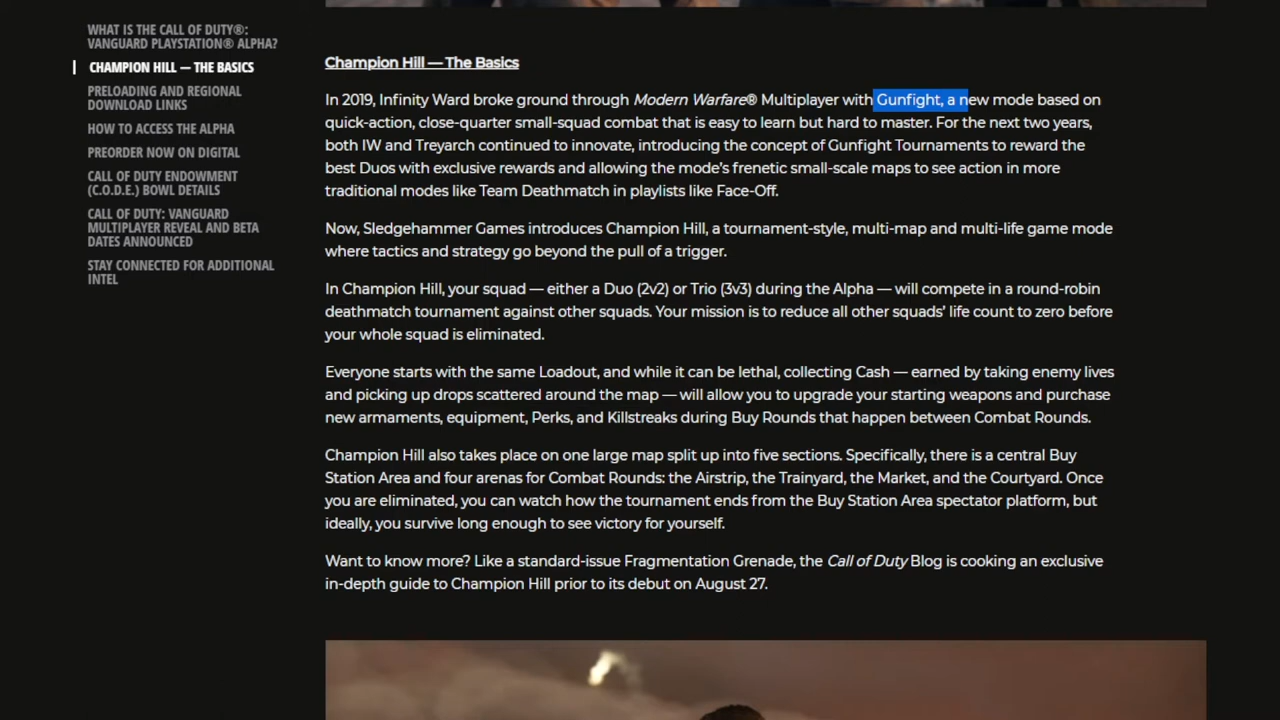 WHAT IS THE CALL OF DUTY®:
VANGUARD PLAYSTATION® ALPHA?
CHAMPION HILL — THE BASICS
PRELOADING AND REGIONAL
DOWNLOAD LINKS
HOW TO ACCESS THE ALPHA
PREORDER NOW ON DIGITAL
CALL OF DUTY ENDOWMENT
(C.O.D.E.) BOWL DETAILS
CALL OF DUTY: VANGUARD
MULTIPLAYER REVEAL AND BETA
DATES ANNOUNCED
STAY CONNECTED FOR ADDITIONAL
INTEL
Champion Hill — The Basics
In 2019, Infinity Ward broke ground through Modern Warfare® Multiplayer with Gunfight, a new mode based on
quick-action, close-quarter small-squad combat that is easy to learn but hard to master. For the next two years,
both IW and Treyarch continued to innovate, introducing the concept of Gunfight Tournaments to reward the
best Duos with exclusive rewards and allowing the mode's frenetic small-scale maps to see action in more
traditional modes like Team Deathmatch in playlists like Face-Off.
Now, Sledgehammer Games introduces Champion Hill, a tournament-style, multi-map and multi-life game mode
where tactics and strategy go beyond the pull of a trigger.
In Champion Hill, your squad — either a Duo (2v2) or Trio (3v3) during the Alpha — will compete in a round-robin
deathmatch tournament against other squads. Your mission is to reduce all other squads' life count to zero before
your whole squad is eliminated.
Everyone starts with the same Loadout, and while it can be lethal, collecting Cash — earned by taking enemy lives
and picking up drops scattered around the map — will allow you to upgrade your starting weapons and purchase
new armaments, equipment, Perks, and Killstreaks during Buy Rounds that happen between Combat Rounds.
Champion Hill also takes place on one large map split up into five sections. Specifically, there is a central Buy
Station Area and four arenas for Combat Rounds: the Airstrip, the Trainyard, the Market, and the Courtyard. Once
you are eliminated, you can watch how the tournament ends from the Buy Station Area spectator platform, but
ideally, you survive long enough to see victory for yourself.
Want to know more? Like a standard-issue Fragmentation Grenade, the Call of Duty Blog is cooking an exclusive
in-depth guide to Champion Hill prior to its debut on August 27.